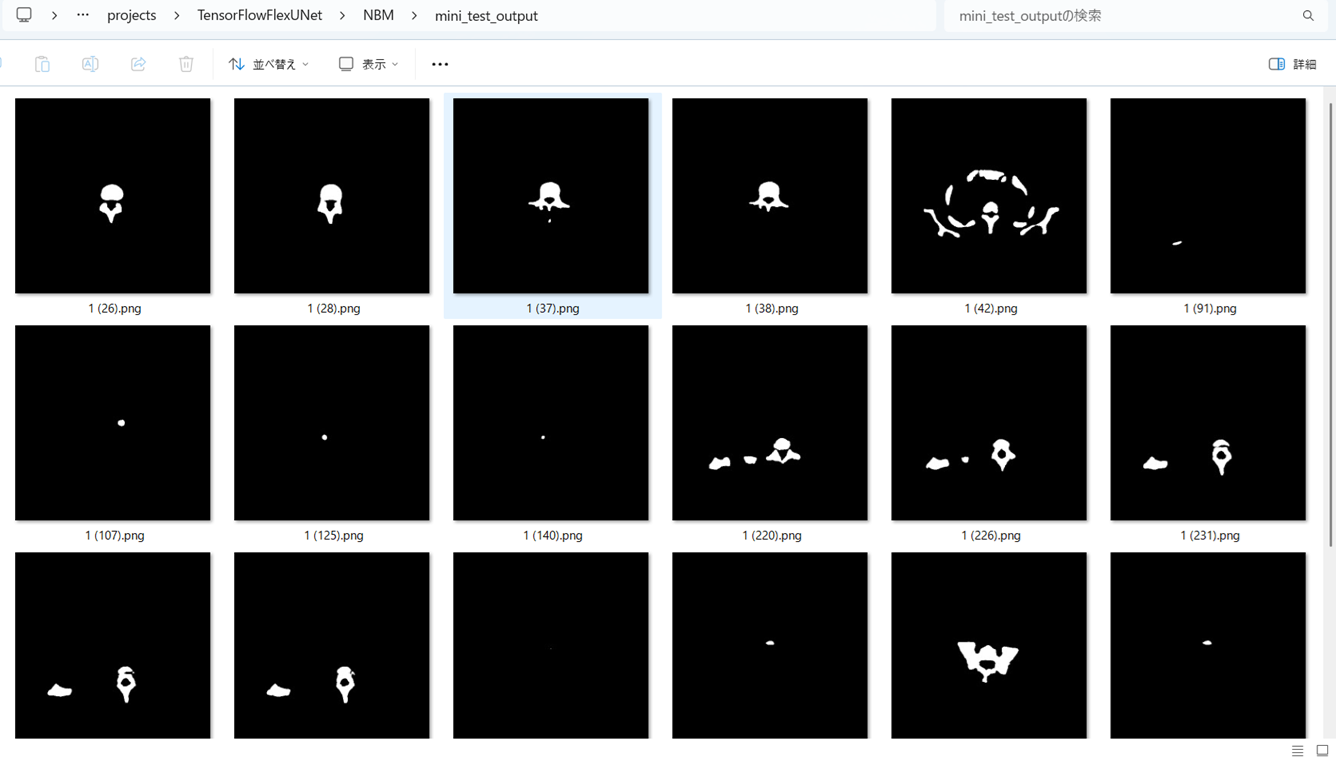 projects > TensorFlowFlexUNet > NBM > mini_test_output
mini_test_outputの検索
並べ替え 表示 詳細
1 (26).png 1 (28).png 1 (37).png 1 (38).png 1 (42).png 1 (91).png
1 (107).png 1 (125).png 1 (140).png 1 (220).png 1 (226).png 1 (231).png